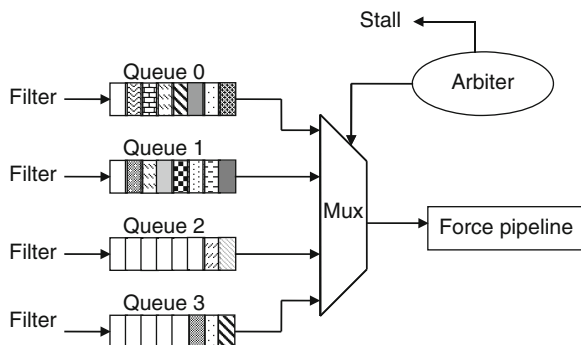 Stall
Arbiter
Queue 0
Filter
Queue 1
Filter
Mux
Queue 2
Filter
Force pipeline
Queue 3
Filter